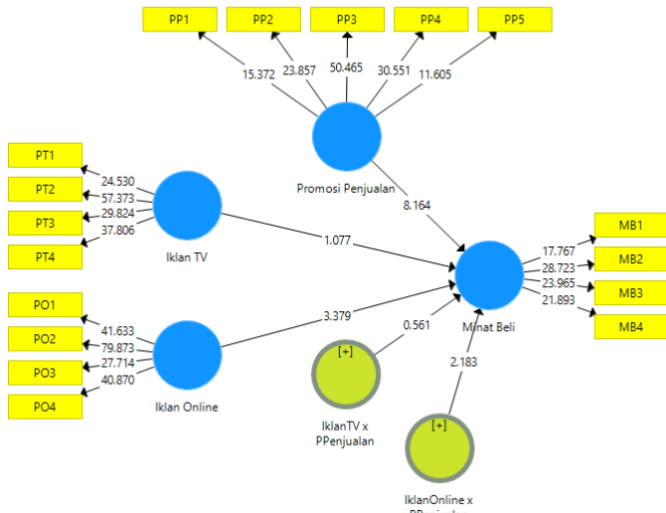 PP1
PP2
PP3
PP4
PP5
15.372
23.857
50.465
30.551
11.605
Promosi Penjualan
8.164
PT1
PT2
PT3
PT4
24.530
57.373
29.824
37.806
Iklan TV
1.077
PO1
PO2
PO3
PO4
41.633
79.873
27.714
40.870
Iklan Online
3.379
Minat Beli
17.767
28.723
23.965
21.893
MB1
MB2
MB3
MB4
0.561
[+]
IklanTV x
PPenjualan
2.183
[+]
IklanOnline x